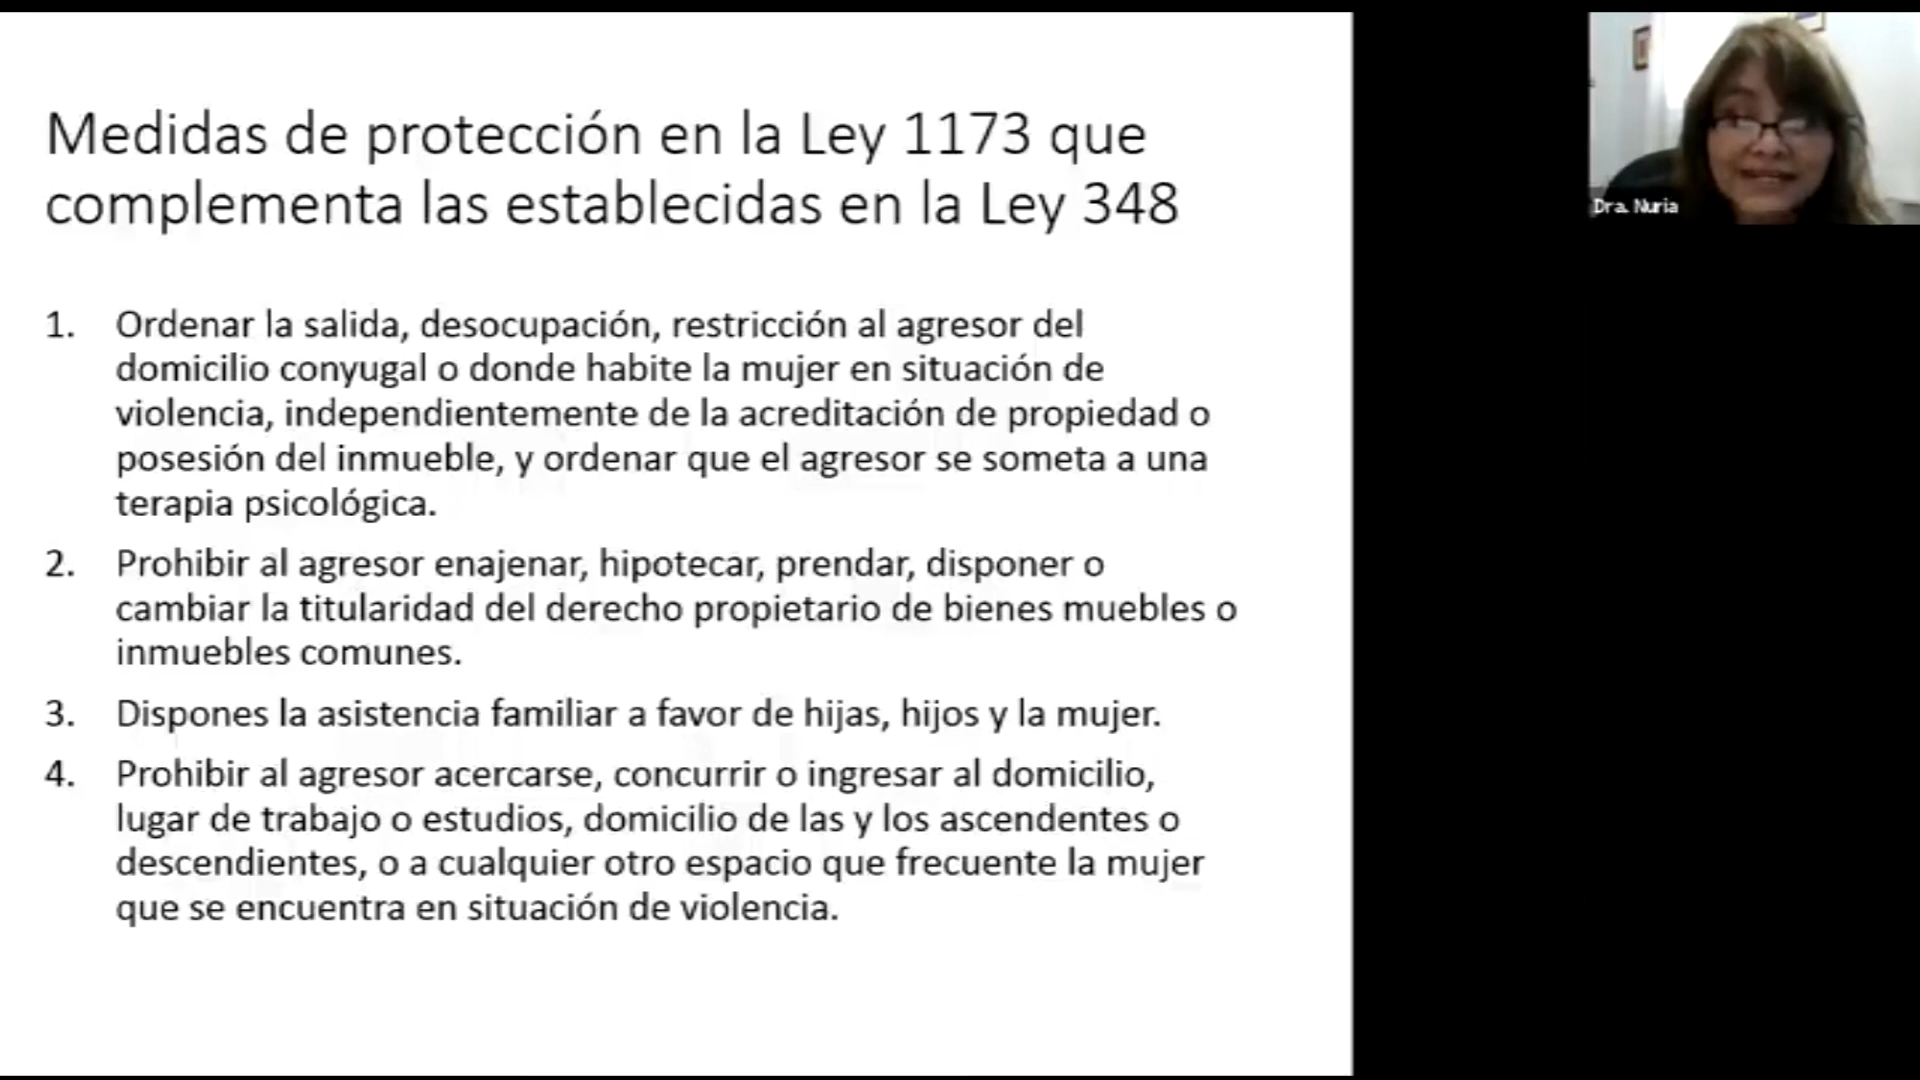 Medidas de protección en la Ley 1173 que
complementa las establecidas en la Ley 348
1. Ordenar la salida, desocupación, restricción al agresor del
domicilio conyugal o donde habite la mujer en situación de
violencia, independientemente de la acreditación de propiedad o
posesión del inmueble, y ordenar que el agresor se someta a una
terapia psicológica.
2. Prohibir al agresor enajenar, hipotecar, prendar, disponer o
cambiar la titularidad del derecho propietario de bienes muebles o
inmuebles comunes.
3. Dispones la asistencia familiar a favor de hijas, hijos y la mujer.
4. Prohibir al agresor acercarse, concurrir o ingresar al domicilio,
lugar de trabajo o estudios, domicilio de las y los ascendentes o
descendientes, o a cualquier otro espacio que frecuente la mujer
que se encuentra en situación de violencia.
Dra. Nuria